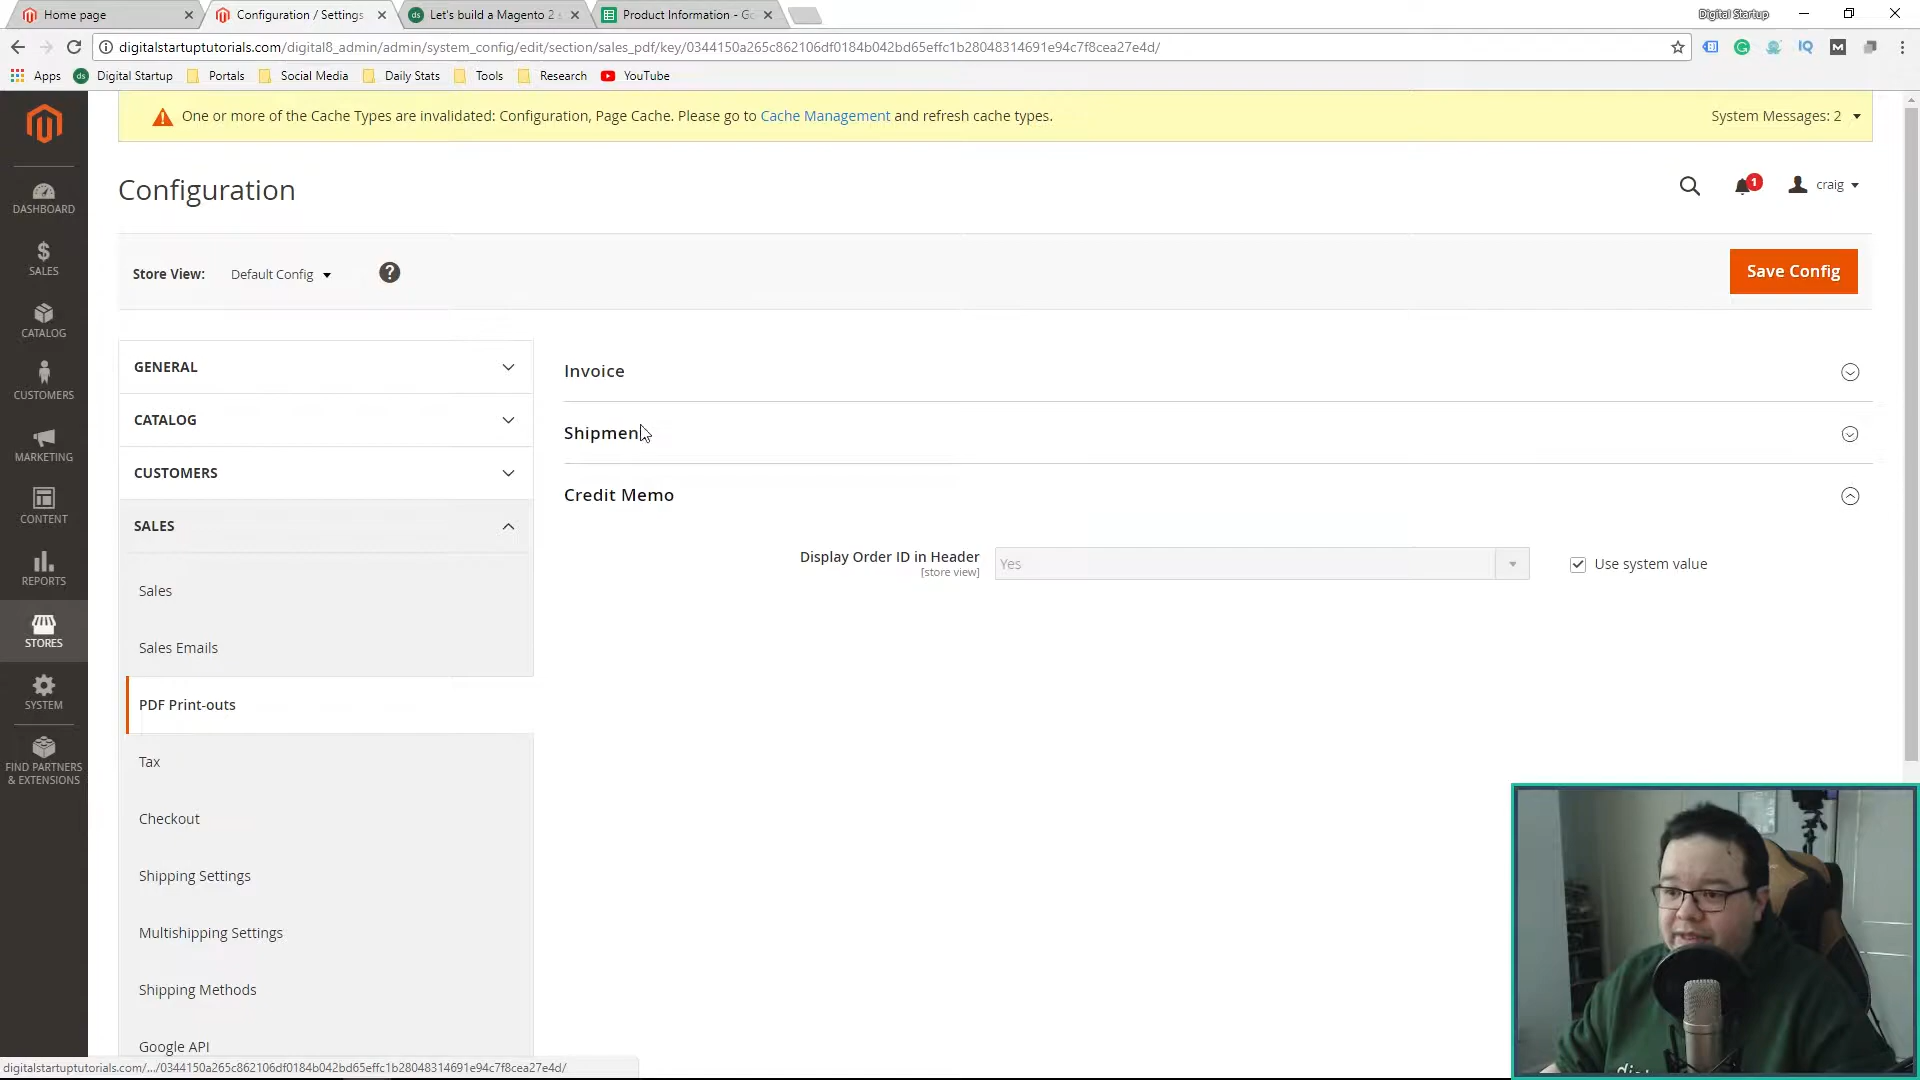 Home page
Configuration / Settings
Let's build a Magento 2
Product Information - Go
Digital Startup
digitalstartuptutorials.com/digital8_admin/admin/system_config/edit/section/sales_pdf/key/0344150a265c862106df0184b042bd65effc1b28048314691e94c7f8cea27e4d/
Apps
Digital Startup
Portals
Social Media
Daily Stats
Tools
Research
YouTube
One or more of the Cache Types are invalidated: Configuration, Page Cache. Please go to Cache Management and refresh cache types.
System Messages: 2
Configuration
1
craig
Store View:
Default Config
?
Save Config
DASHBOARD
SALES
CATALOG
CUSTOMERS
MARKETING
CONTENT
REPORTS
STORES
SYSTEM
FIND PARTNERS
& EXTENSIONS
GENERAL
CATALOG
CUSTOMERS
SALES
Sales
Sales Emails
PDF Print-outs
Tax
Checkout
Shipping Settings
Multishipping Settings
Shipping Methods
Google API
Invoice
Shipment
Credit Memo
Display Order ID in Header
[store view]
Yes
Use system value
digitalstartuptutorials.com/.../0344150a265c862106df0184b042bd65effc1b28048314691e94c7f8cea27e4d/